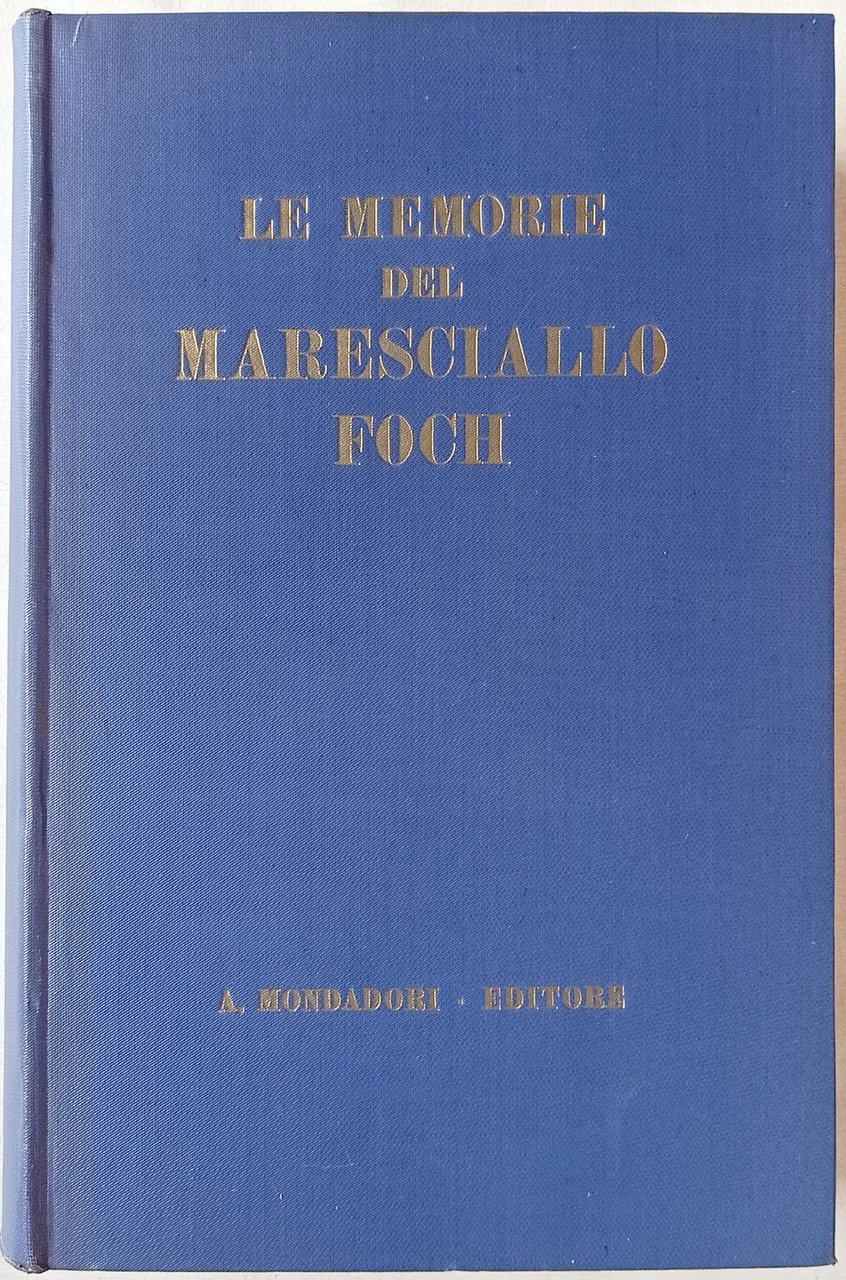 LE MEMORIE
DEL
MARESCIALLO
FOCH
A. MONDADORI - EDITORE